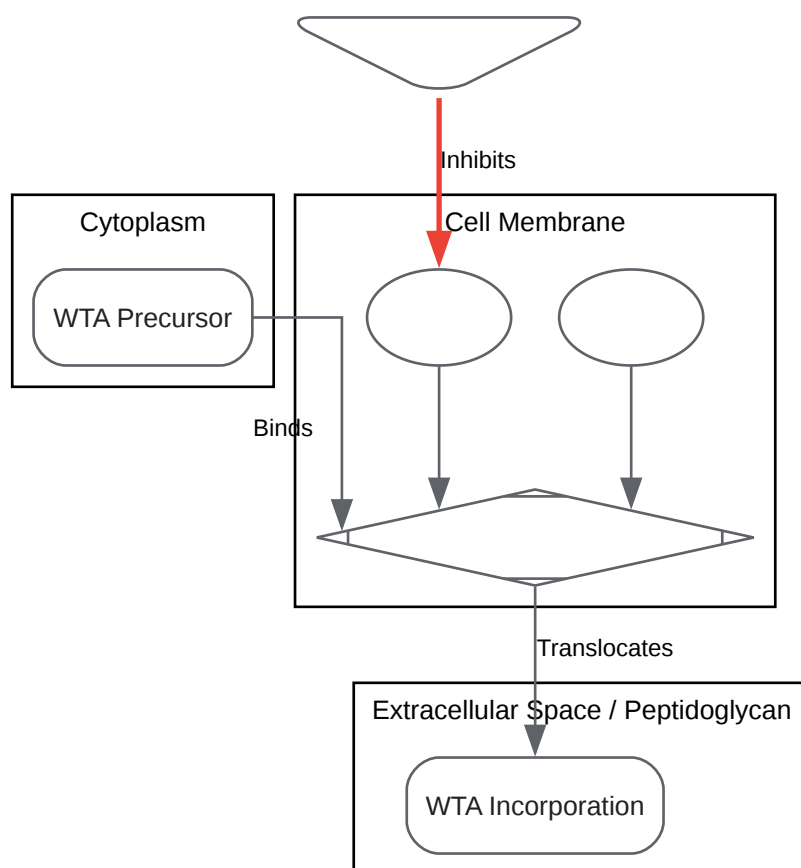 Inhibits
Cytoplasm
Cell Membrane
WTA Precursor
Binds
Translocates
Extracellular Space / Peptidoglycan
WTA Incorporation